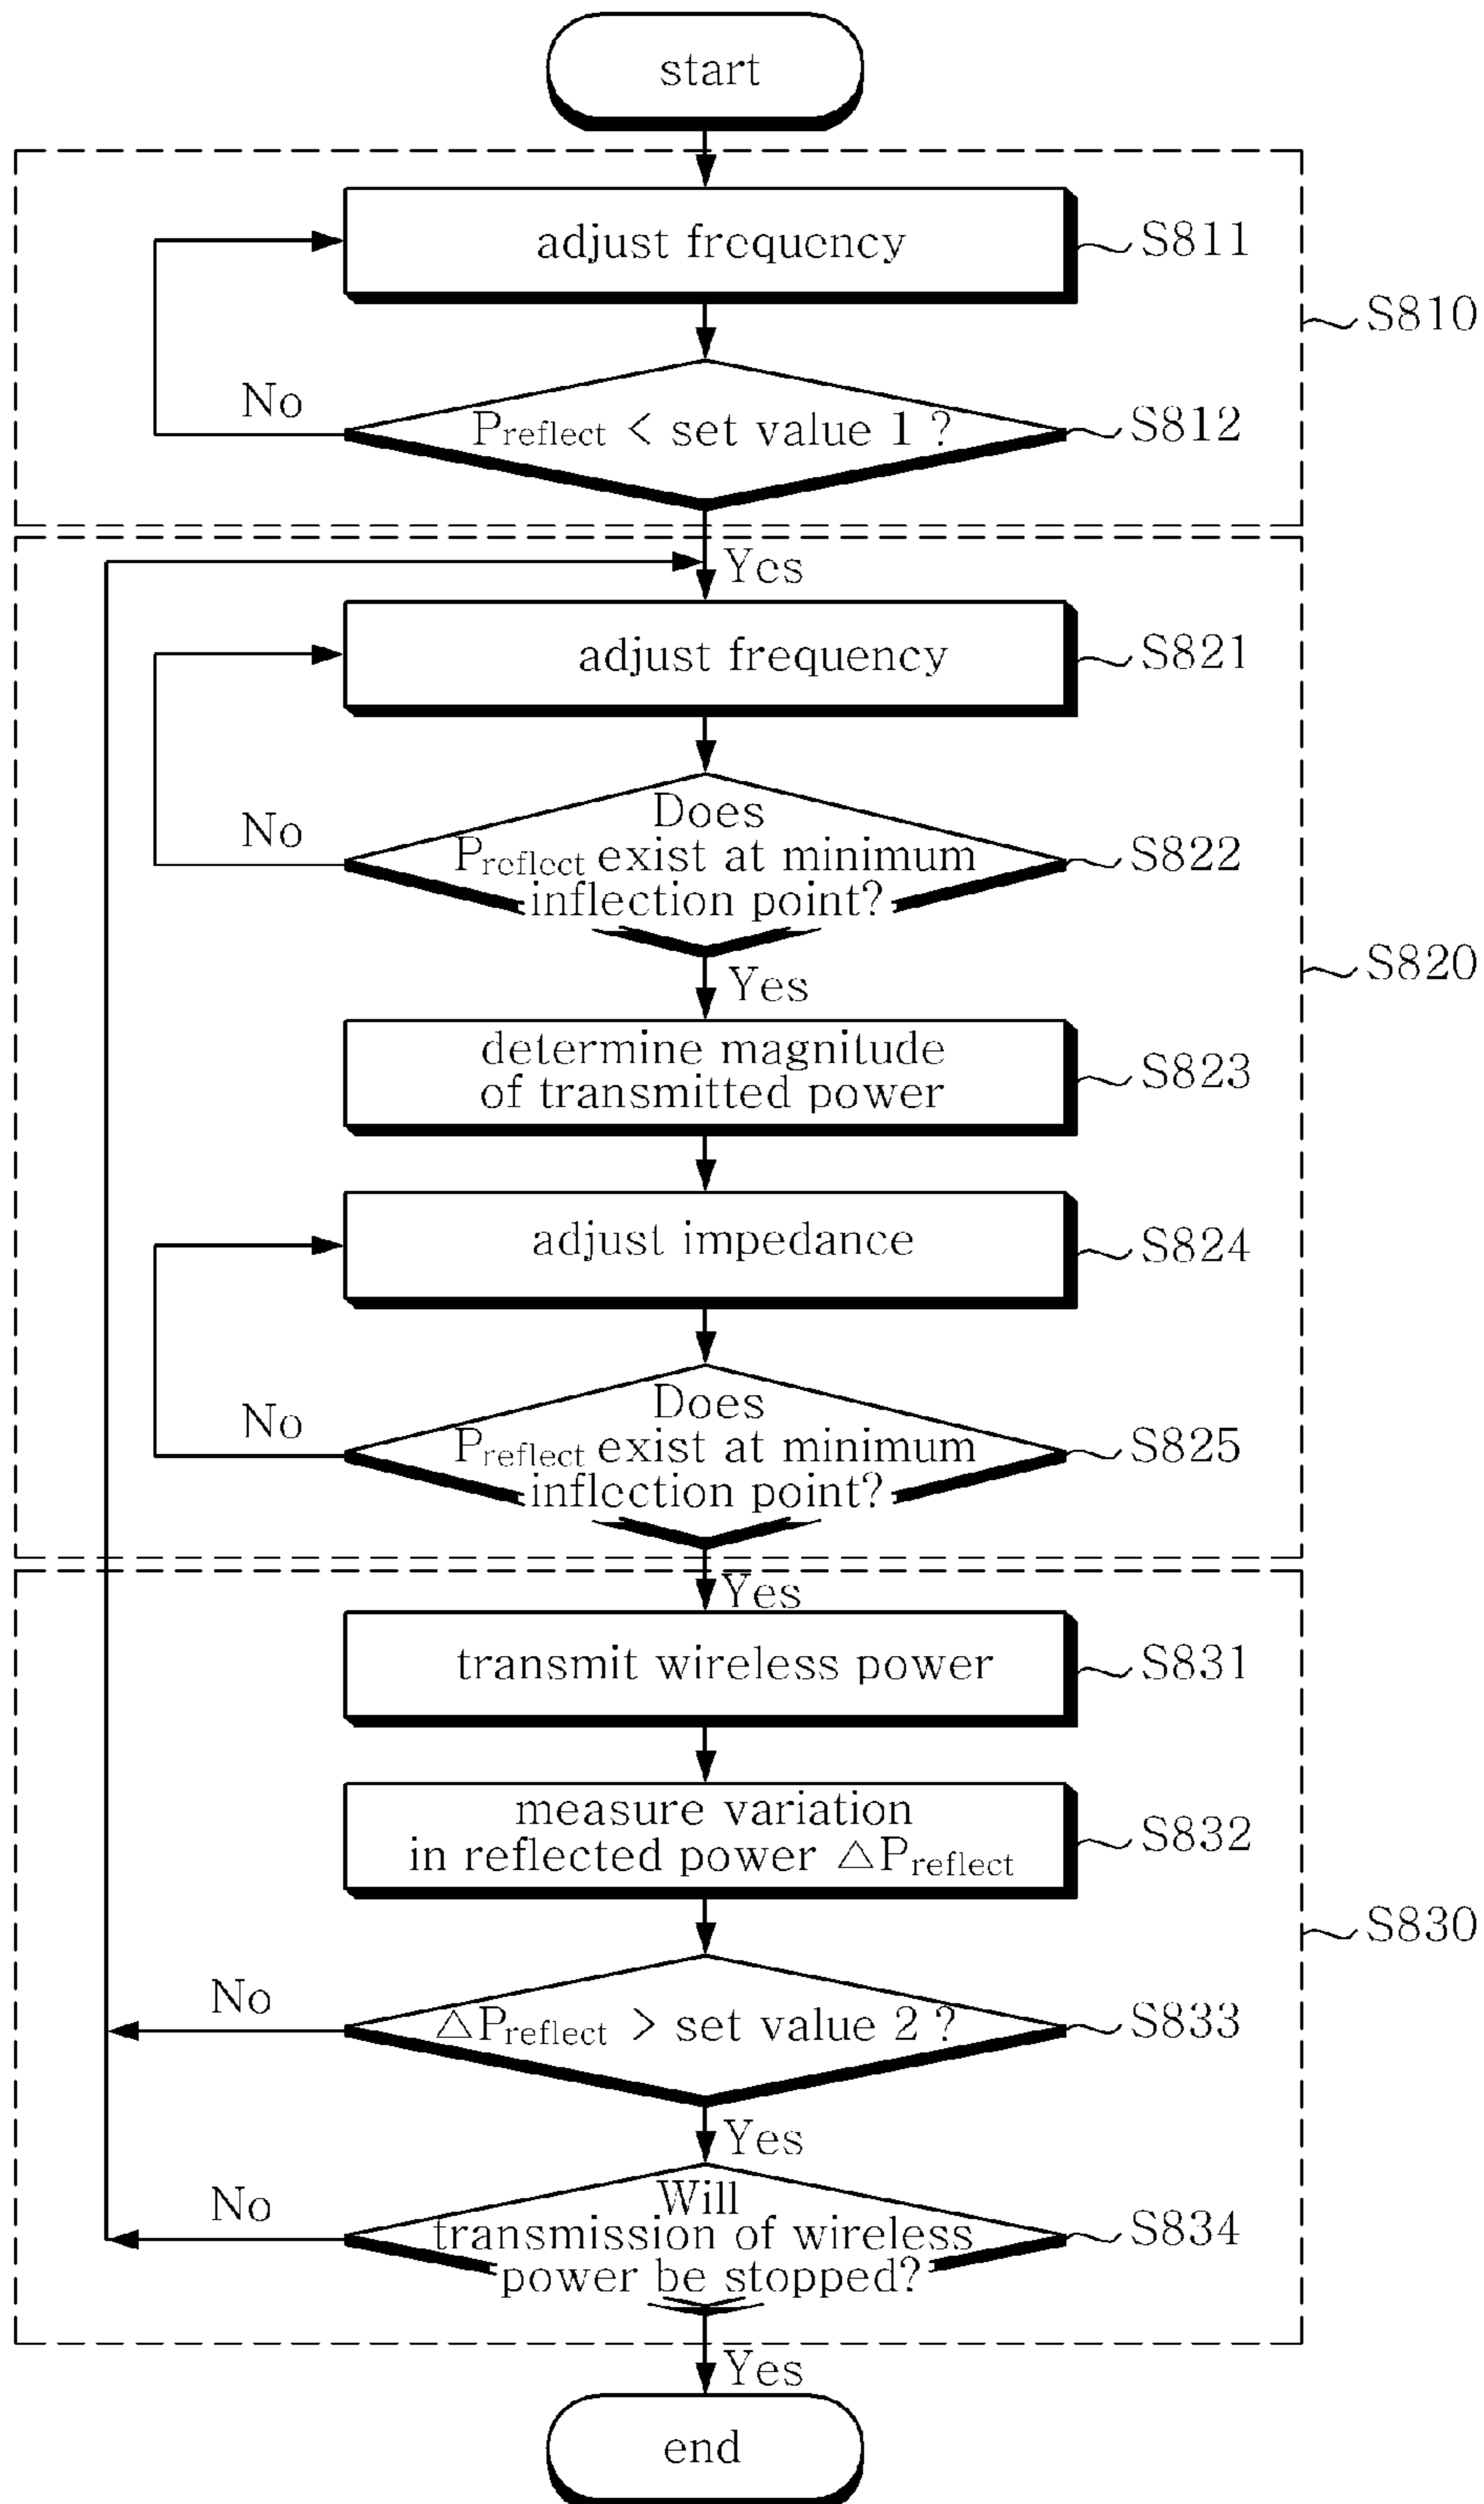 start
adjust frequency
S811
S810
No
Preflect < set value 1 ?
S812
Yes
adjust frequency
S821
No
Does
Preflect exist at minimum
inflection point?
S822
Yes
S820
determine magnitude
of transmitted power
S823
adjust impedance
S824
No
Does
Preflect exist at minimum
inflection point?
S825
Yes
transmit wireless power
S831
measure variation
in reflected power △Preflect
S832
S830
No
△Preflect > set value 2 ?
S833
Yes
No
Will
transmission of wireless
power be stopped?
S834
Yes
end